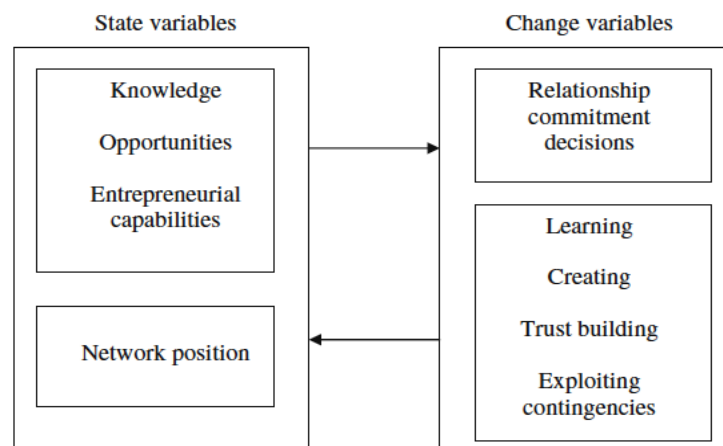 State variables
Knowledge
Opportunities
Entrepreneurial
capabilities
Network position
Change variables
Relationship
commitment
decisions
Learning
Creating
Trust building
Exploiting
contingencies